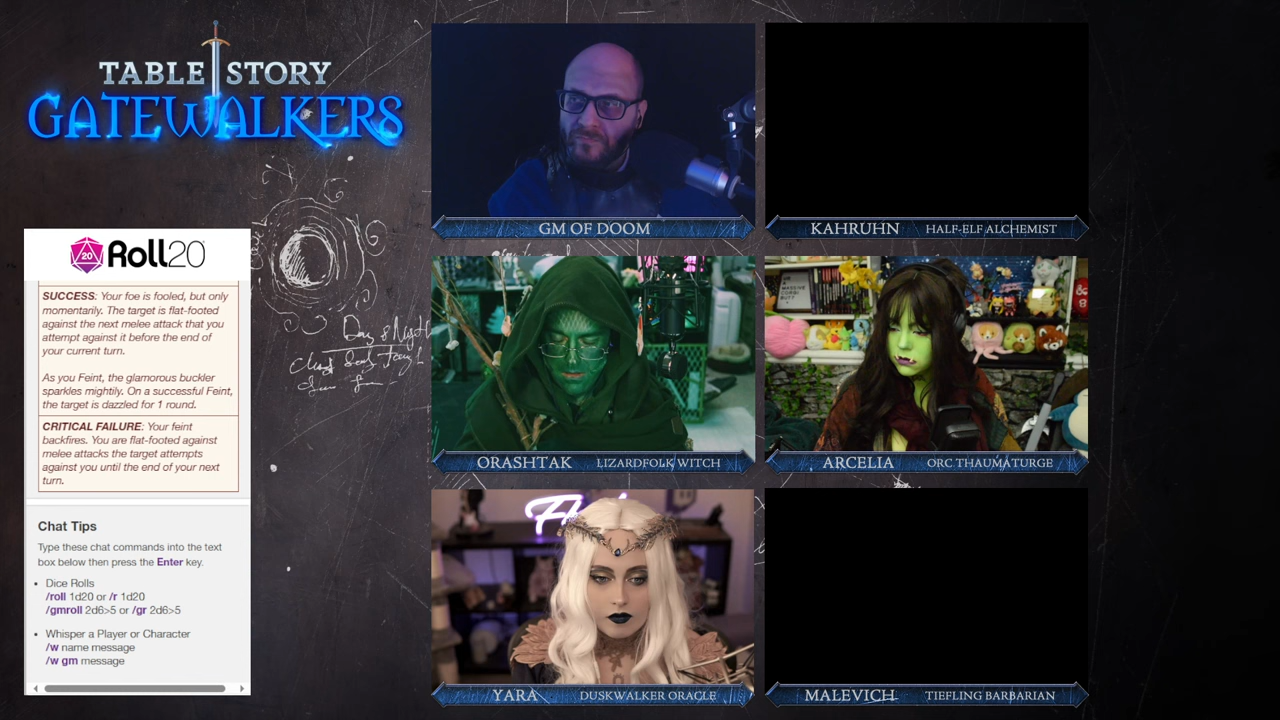 TABLE STORY
GATEWALKERS
Roll20
SUCCESS: Your foe is fooled, but only
momentarily. The target is flat-footed
against the next melee attack that you
attempt against it before the end of
your current turn.
As you Feint, the glamorous buckler
sparkles mightily. On a successful Feint,
the target is dazzled for 1 round.
CRITICAL FAILURE: Your feint
backfires. You are flat-footed against
melee attacks the target attempts
against you until the end of your next
turn.
Chat Tips
Type these chat commands into the text
box below then press the Enter key.
• Dice Rolls
/roll 1d20 or /r 1d20
/gmroll 2d6>5 or /gr 2d6>5
• Whisper a Player or Character
/w name message
/w gm message
GM OF DOOM
KAHRUHN HALF-ELF ALCHEMIST
ORASHTAK LIZARDFOLK WITCH
ARCELIA ORC THAUMATURGE
YARA DUSKWALKER ORACLE
MALEVICH TIEFLING BARBARIAN